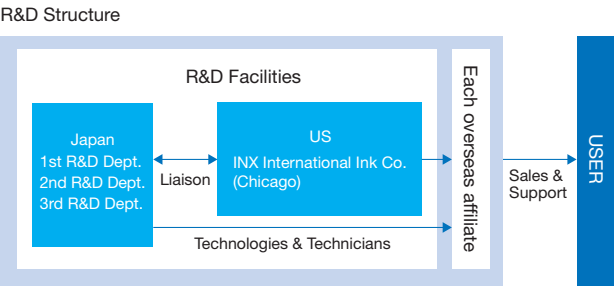 R&D Structure
R&D Facilities
Japan
1st R&D Dept.
2nd R&D Dept.
3rd R&D Dept.
Liaison
US
INX International Ink Co.
(Chicago)
Technologies & Technicians
Each overseas affiliate
Sales &
Support
USER